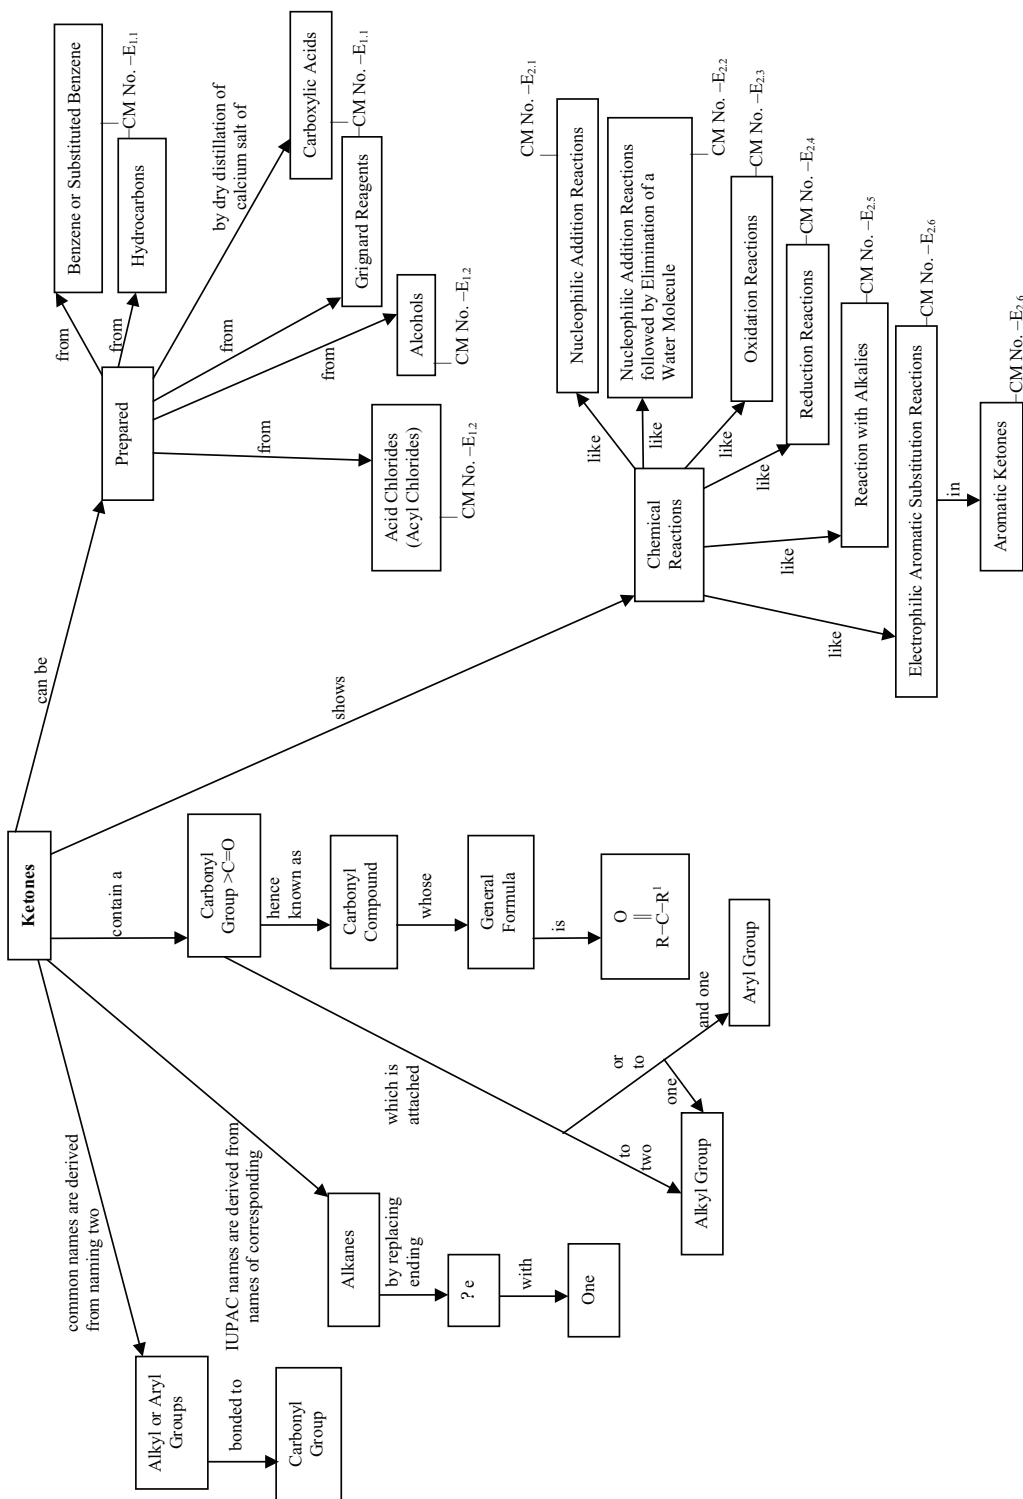 Ketones
common names are derived
from naming two
Alkyl or Aryl
Groups
bonded to
Carbonyl
Group
IUPAC names are derived from
names of corresponding
Alkanes
by replacing
ending
? e
with
One
contain a
Carbonyl
Group >C=O
hence
known as
Carbonyl
Compound
whose
General
Formula
is
O
||
R–C–R¹
which is
attached
to
two
Alkyl Group
or
to
one
and one
Aryl Group
can be
Prepared
from
Benzene or Substituted Benzene
CM No. –E₁.₁
from
Hydrocarbons
by dry distillation of
calcium salt of
Carboxylic Acids
CM No. –E₁.₁
from
Grignard Reagents
from
Alcohols
CM No. –E₁.₂
from
Acid Chlorides
(Acyl Chlorides)
CM No. –E₁.₂
shows
Chemical
Reactions
like
Nucleophilic Addition Reactions
CM No. –E₂.₁
like
Nucleophilic Addition Reactions
followed by Elimination of a
Water Molecule
CM No. –E₂.₂
like
Oxidation Reactions
CM No. –E₂.₃
like
Reduction Reactions
CM No. –E₂.₄
like
Reaction with Alkalies
CM No. –E₂.₅
like
Electrophilic Aromatic Substitution Reactions
CM No. –E₂.₆
in
Aromatic Ketones
CM No. –E₂.₆